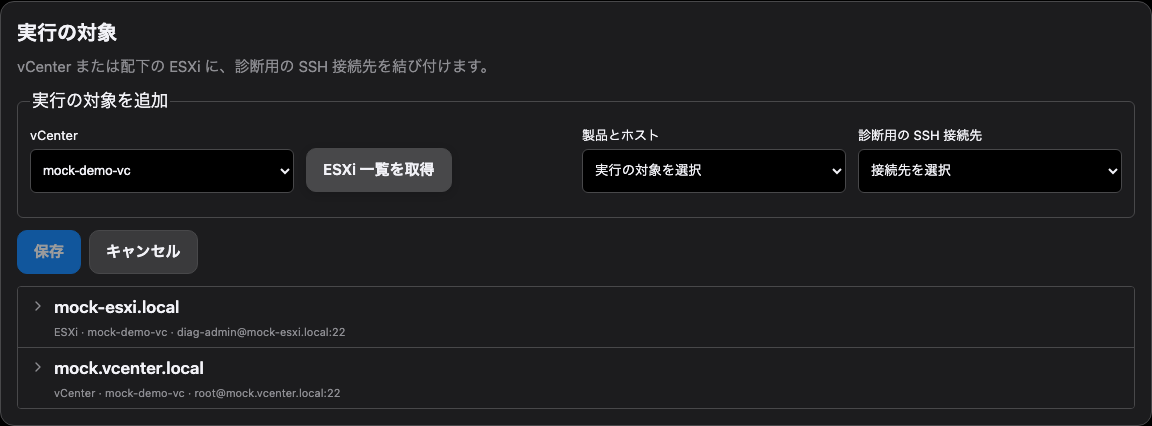 実行の対象
vCenter または配下の ESXi に、診断用の SSH 接続先を結び付けます。
実行の対象を追加
vCenter
製品とホスト
診断用の SSH 接続先
mock-demo-vc
ESXi 一覧を取得
実行の対象を選択
接続先を選択
保存
キャンセル
mock-esxi.local
ESXi · mock-demo-vc · diag-admin@mock-esxi.local:22
mock.vcenter.local
vCenter · mock-demo-vc · root@mock.vcenter.local:22